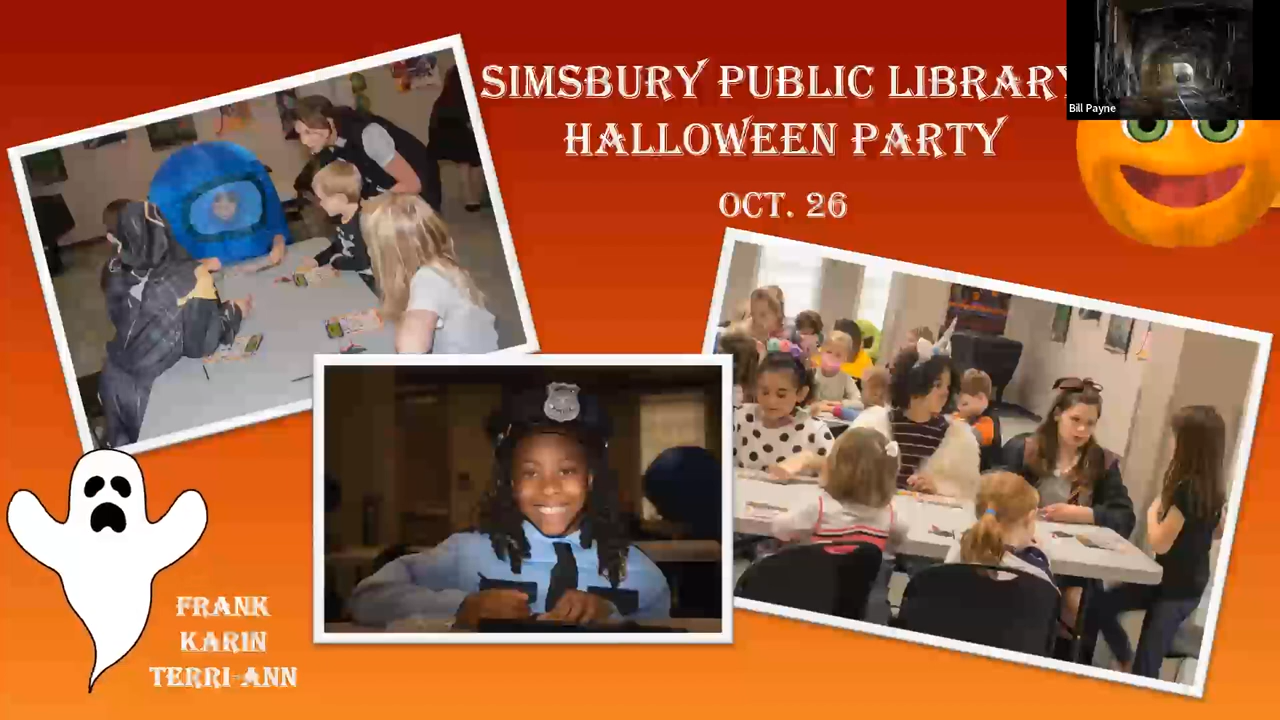 SIMSBURY PUBLIC LIBRARY
HALLOWEEN PARTY
OCT. 26
Bill Payne
FRANK
KARIN
TERRI-ANN